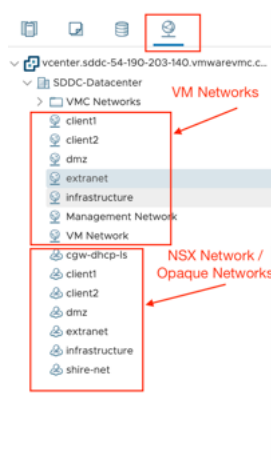 vcenter.sddc-54-190-203-140.vmwarevmc.c...
SDDC-Datacenter
VMC Networks
VM Networks
client1
client2
dmz
extranet
infrastructure
Management Network
VM Network
cgw-dhcp-ls
NSX Network /
Opaque Networks
client1
client2
dmz
extranet
infrastructure
shire-net